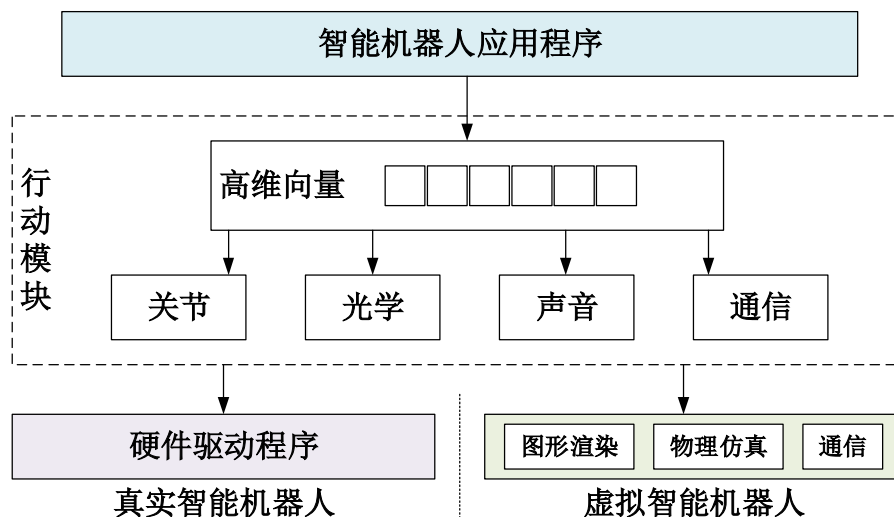 智能机器人应用程序
行动模块
高维向量
关节
光学
声音
通信
硬件驱动程序
图形渲染
物理仿真
通信
真实智能机器人
虚拟智能机器人